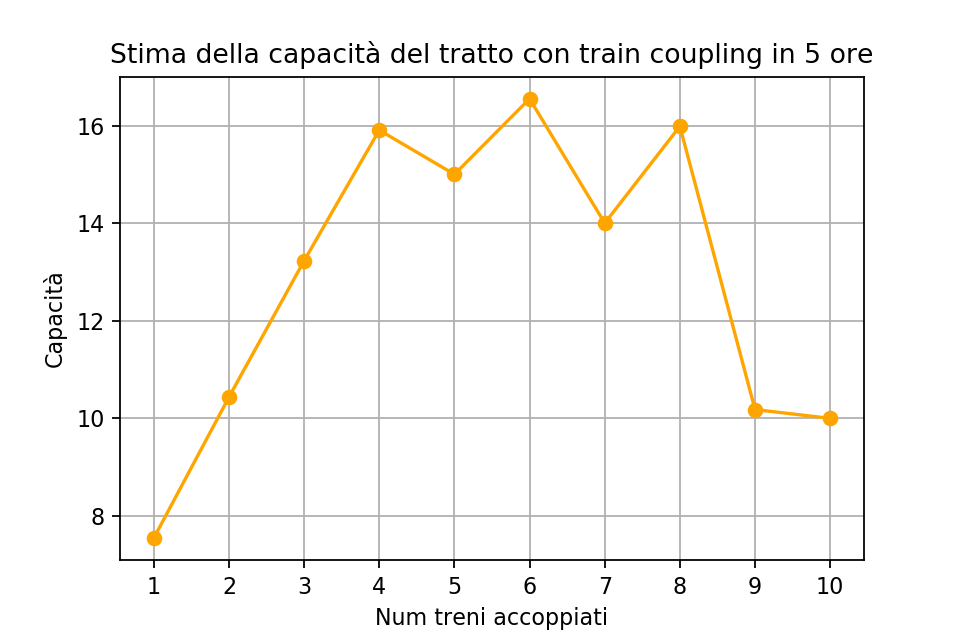 Stima della capacità del tratto con train coupling in 5 ore
16
14
12
10
8
Capacità
1 2 3 4 5 6 7 8 9 10
Num treni accoppiati